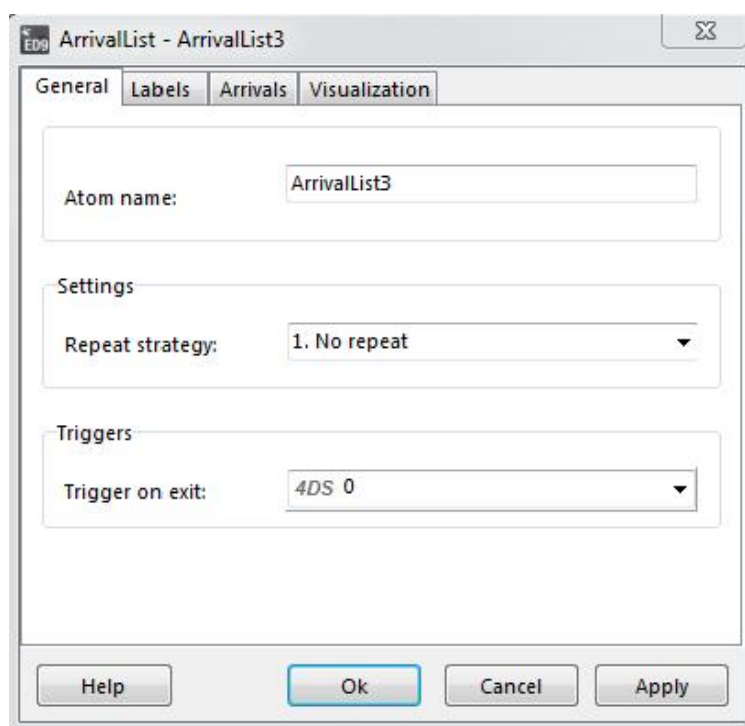 ED9 ArrivalList - ArrivalList3
General Labels Arrivals Visualization
Atom name: ArrivalList3
Settings
Repeat strategy: 1. No repeat
Triggers
Trigger on exit: 4DS 0
Help Ok Cancel Apply